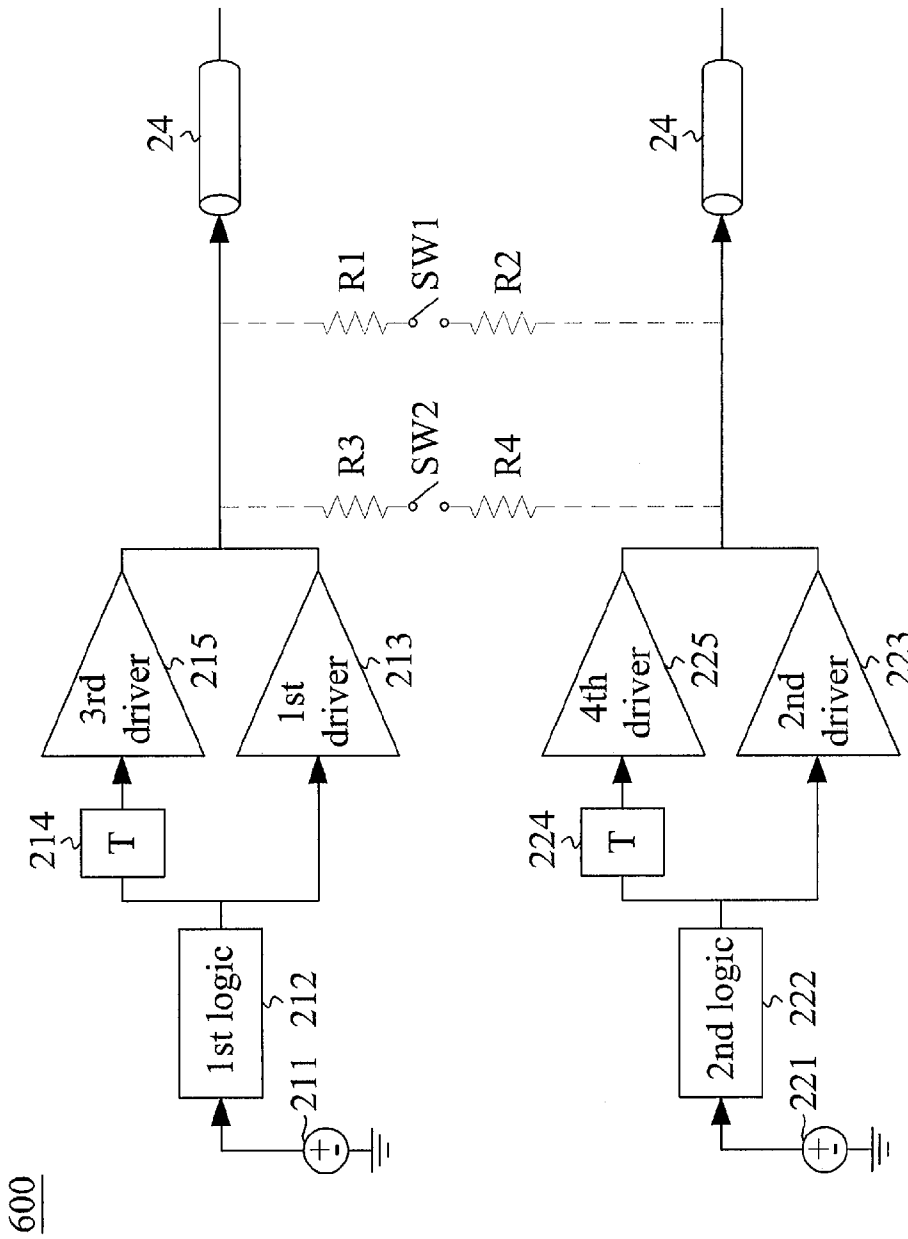 600
211
+
-
1st logic
212
214
T
3rd
driver
215
1st
driver
213
R3
SW2
R4
R1
SW1
R2
24
221
+
-
2nd logic
222
224
T
4th
driver
225
2nd
driver
223
24